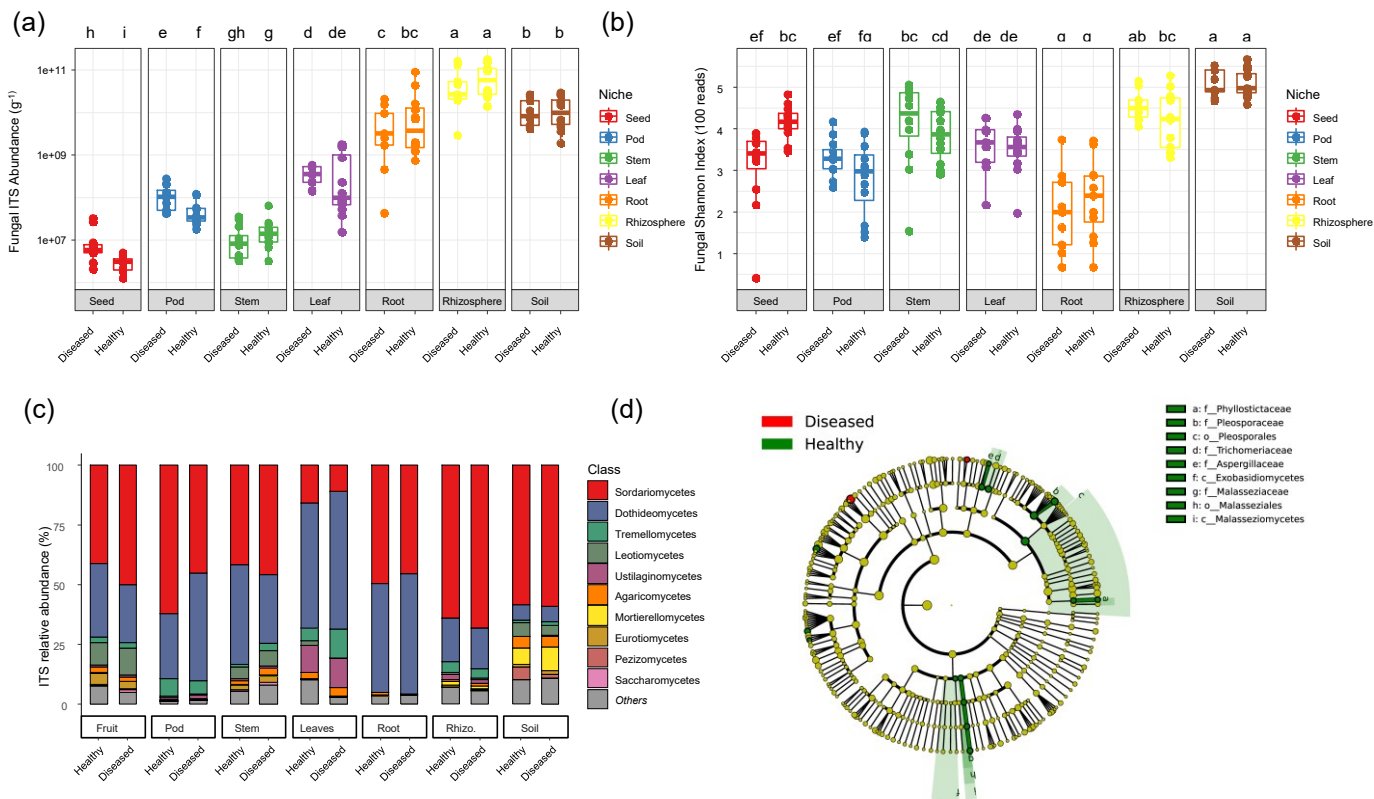 (a)
h i e f gh g d de c bc a a b b
Fungal ITS Abundance (g⁻¹)
1e+11
1e+09
1e+07
Seed Pod Stem Leaf Root Rhizosphere Soil
Diseased Healthy Diseased Healthy Diseased Healthy Diseased Healthy Diseased Healthy Diseased Healthy Diseased Healthy
Niche
Seed
Pod
Stem
Leaf
Root
Rhizosphere
Soil
(b)
ef bc ef fg bc cd de de g g ab bc a a
Fungal Shannon Index (100 reads)
5
4
3
2
1
Seed Pod Stem Leaf Root Rhizosphere Soil
Diseased Healthy Diseased Healthy Diseased Healthy Diseased Healthy Diseased Healthy Diseased Healthy Diseased Healthy
Niche
Seed
Pod
Stem
Leaf
Root
Rhizosphere
Soil
(c)
ITS relative abundance (%)
100
75
50
25
0
Fruit Pod Stem Leaves Root Rhizo. Soil
Healthy Diseased Healthy Diseased Healthy Diseased Healthy Diseased Healthy Diseased Healthy Diseased Healthy Diseased
Class
Sordariomycetes
Dothideomycetes
Tremellomycetes
Leotiomycetes
Ustilaginomycetes
Agaricomycetes
Mortierellomycetes
Eurotiomycetes
Pezizomycetes
Saccharomycetes
Others
(d)
Diseased
Healthy
a: f__Phyllostictaceae
b: f__Pleosporaceae
c: o__Pleosporales
d: f__Trichomeriaceae
e: f__Aspergillaceae
f: c__Exobasidiomycetes
g: f__Malasseziaceae
h: o__Malasseziales
i: c__Malasseziomycetes
e d
b
c
a
g
h